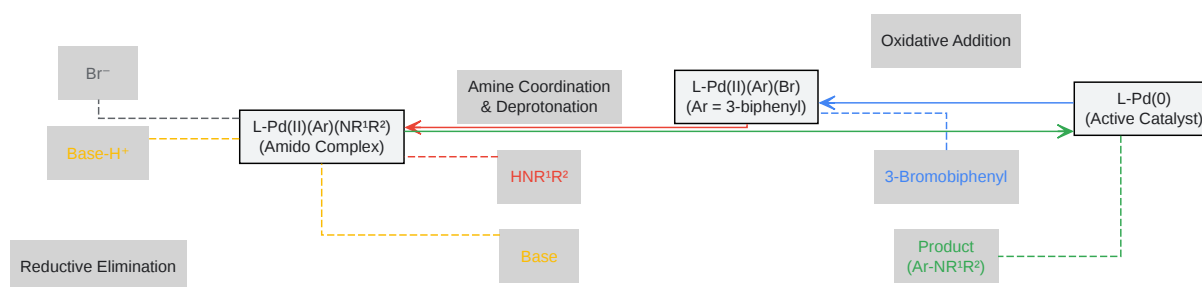 Oxidative Addition
Br⁻
Amine Coordination
& Deprotonation
L-Pd(II)(Ar)(Br)
(Ar = 3-biphenyl)
L-Pd(0)
(Active Catalyst)
L-Pd(II)(Ar)(NR¹R²)
(Amido Complex)
Base-H⁺
HNR¹R²
3-Bromobiphenyl
Base
Product
(Ar-NR¹R²)
Reductive Elimination